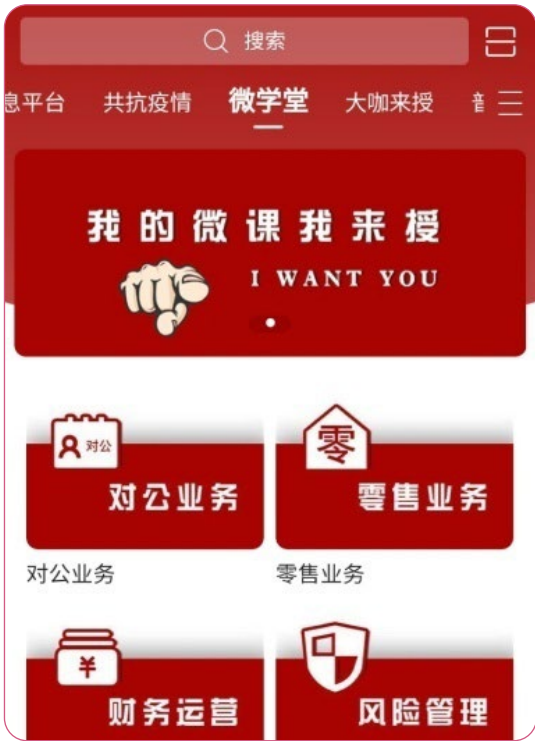 搜索
息平台 共抗疫情 微学堂 大咖来授
我的微课我来授
I WANT YOU
对公 零
对公业务 零售业务
对公业务 零售业务
¥
财务运营 风险管理